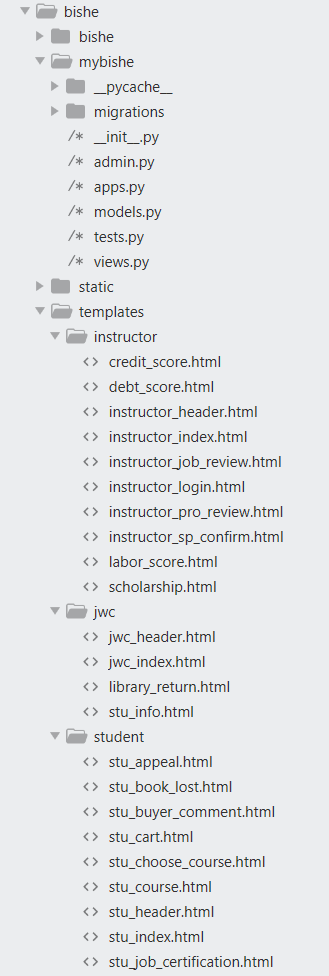 bishe
bishe
mybishe
__pycache__
migrations
/* __init__.py
/* admin.py
/* apps.py
/* models.py
/* tests.py
/* views.py
static
templates
instructor
<> credit_score.html
<> debt_score.html
<> instructor_header.html
<> instructor_index.html
<> instructor_job_review.html
<> instructor_login.html
<> instructor_pro_review.html
<> instructor_sp_confirm.html
<> labor_score.html
<> scholarship.html
jwc
<> jwc_header.html
<> jwc_index.html
<> library_return.html
<> stu_info.html
student
<> stu_appeal.html
<> stu_book_lost.html
<> stu_buyer_comment.html
<> stu_cart.html
<> stu_choose_course.html
<> stu_course.html
<> stu_header.html
<> stu_index.html
<> stu_job_certification.html